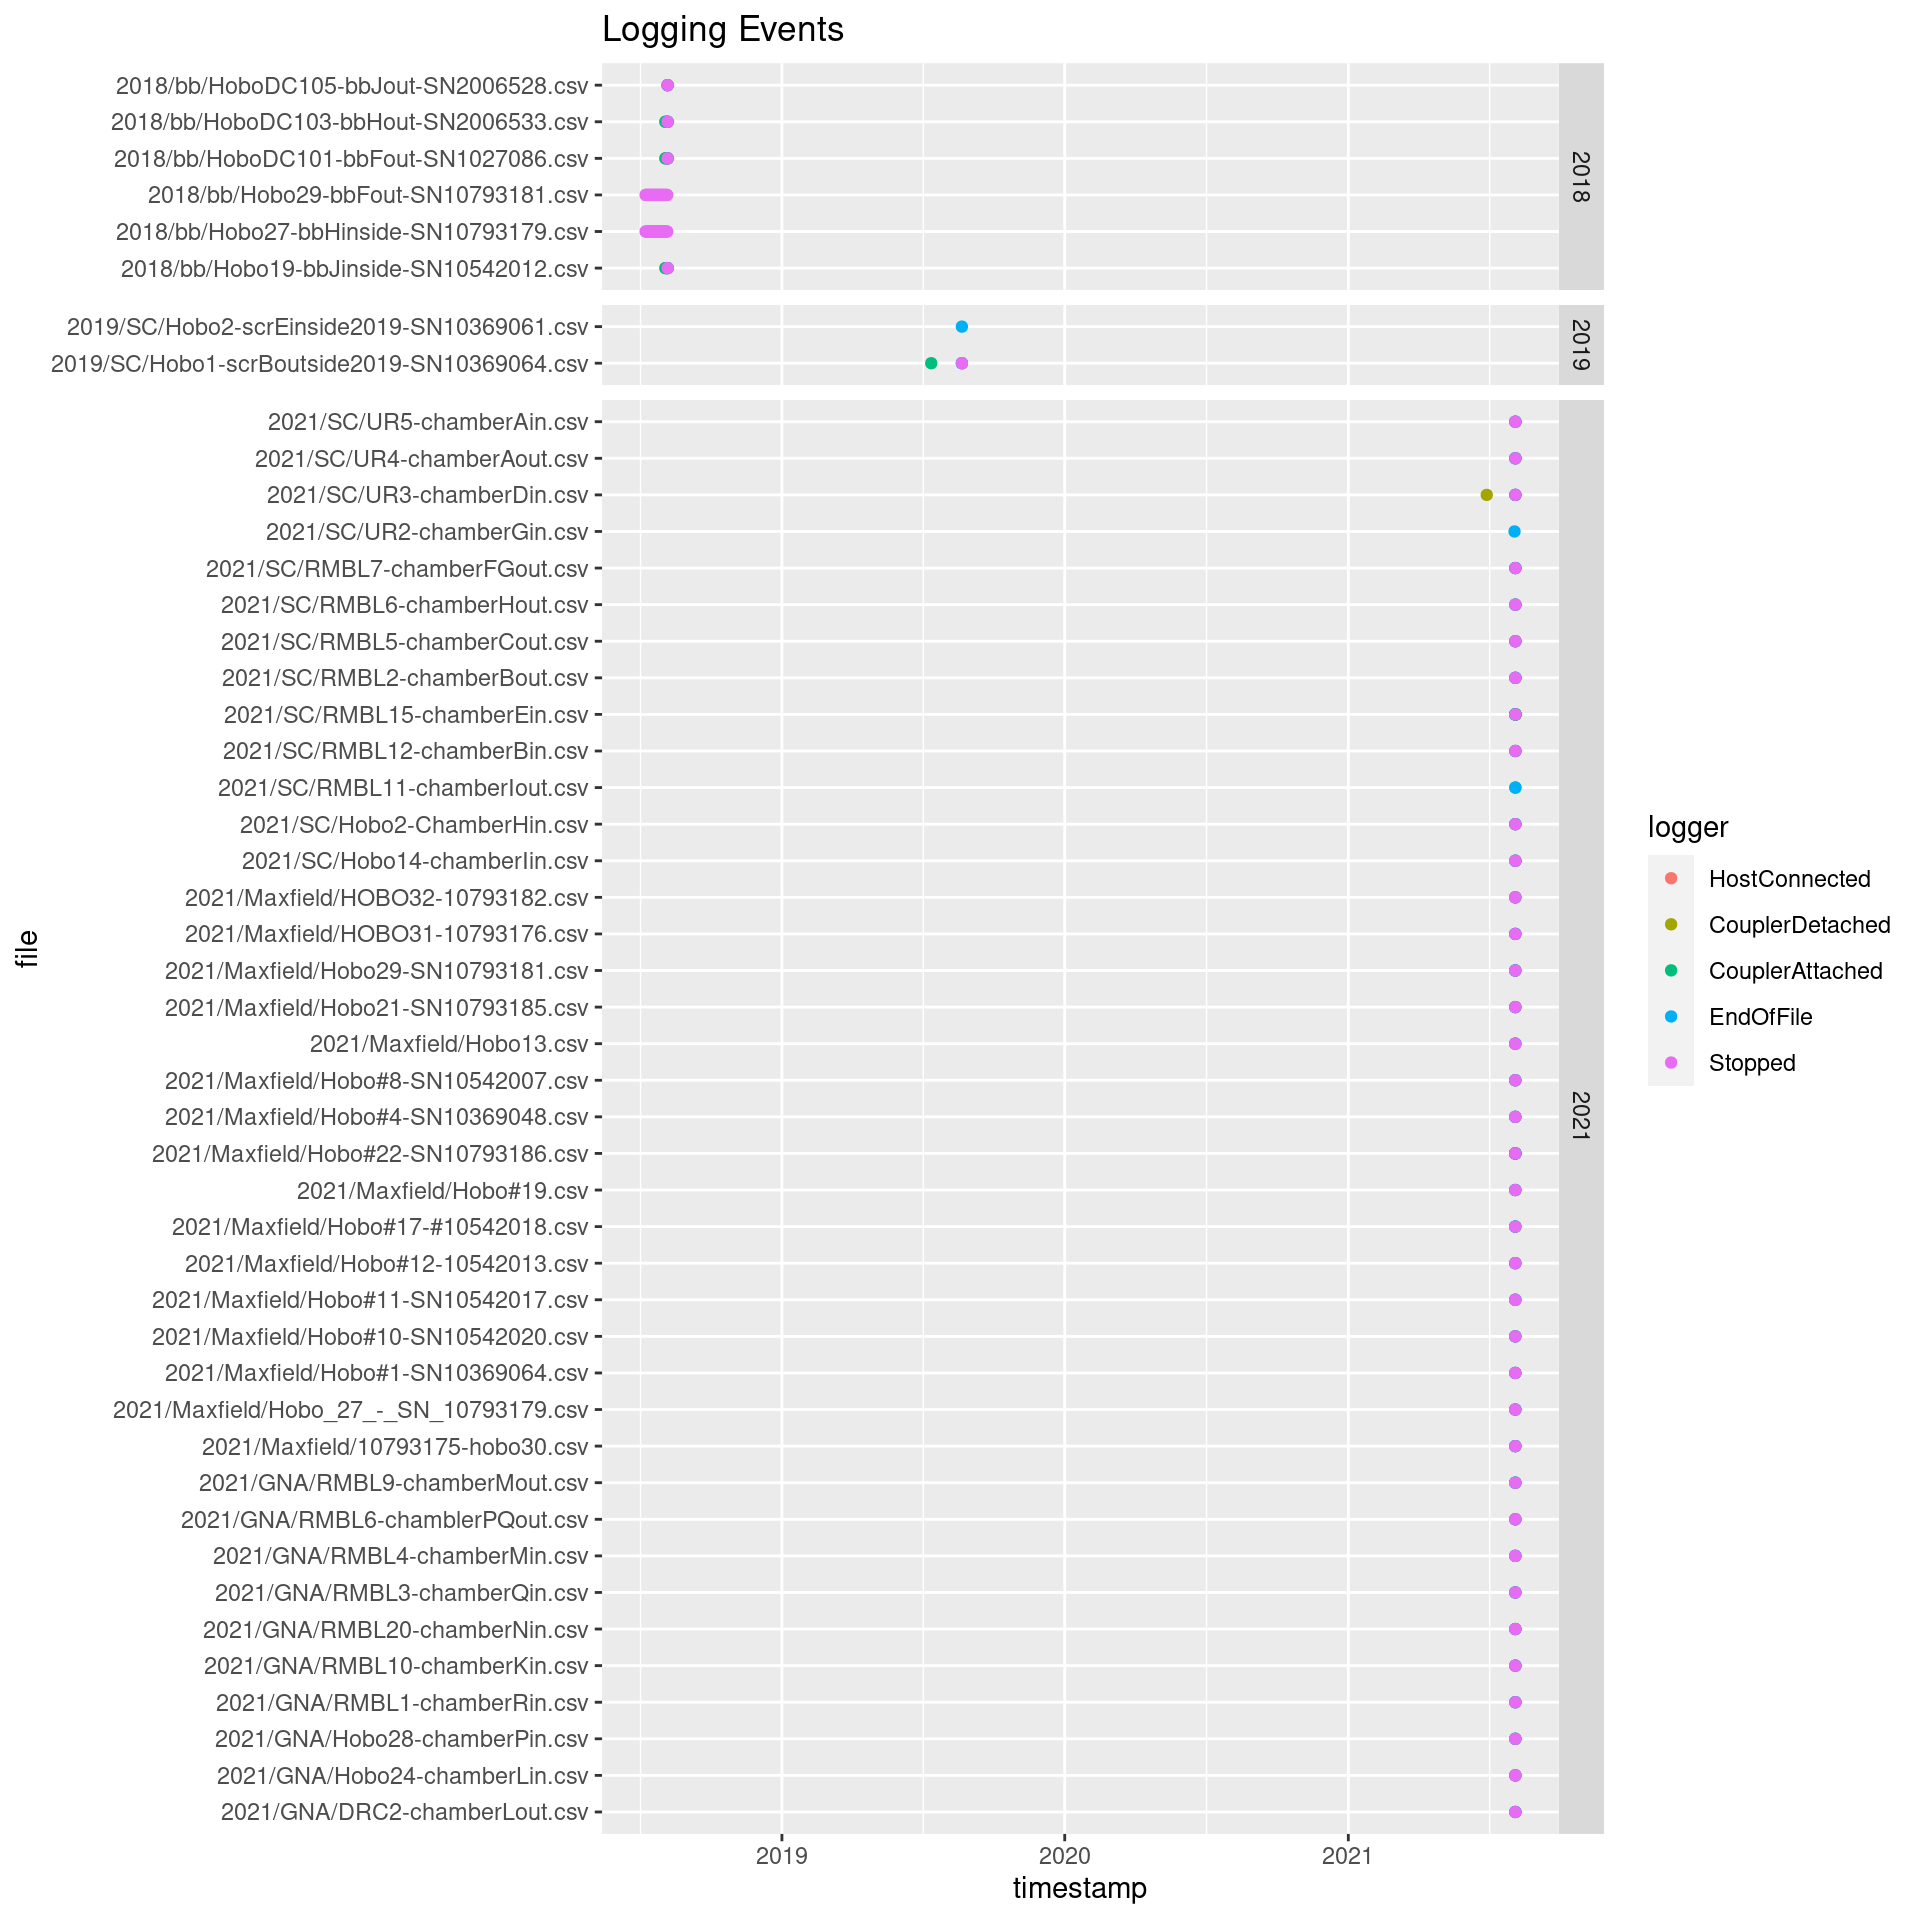 Logging Events
2018/bb/HoboDC105-bbJout-SN2006528.csv
2018/bb/HoboDC103-bbHout-SN2006533.csv
2018/bb/HoboDC101-bbFout-SN1027086.csv
2018/bb/Hobo29-bbFout-SN10793181.csv
2018/bb/Hobo27-bbHinside-SN10793179.csv
2018/bb/Hobo19-bbJinside-SN10542012.csv
2018
2019/SC/Hobo2-scrEinside2019-SN10369061.csv
2019/SC/Hobo1-scrBoutside2019-SN10369064.csv
2019
2021/SC/UR5-chamberAin.csv
2021/SC/UR4-chamberAout.csv
2021/SC/UR3-chamberDin.csv
2021/SC/UR2-chamberGin.csv
2021/SC/RMBL7-chamberFGout.csv
2021/SC/RMBL6-chamberHout.csv
2021/SC/RMBL5-chamberCout.csv
2021/SC/RMBL2-chamberBout.csv
2021/SC/RMBL15-chamberEin.csv
2021/SC/RMBL12-chamberBin.csv
2021/SC/RMBL11-chamberIout.csv
2021/SC/Hobo2-ChamberHin.csv
2021/SC/Hobo14-chamberIin.csv
2021/Maxfield/HOBO32-10793182.csv
2021/Maxfield/HOBO31-10793176.csv
2021/Maxfield/Hobo29-SN10793181.csv
2021/Maxfield/Hobo21-SN10793185.csv
2021/Maxfield/Hobo13.csv
2021/Maxfield/Hobo#8-SN10542007.csv
2021/Maxfield/Hobo#4-SN10369048.csv
2021/Maxfield/Hobo#22-SN10793186.csv
2021/Maxfield/Hobo#19.csv
2021/Maxfield/Hobo#17-#10542018.csv
2021/Maxfield/Hobo#12-10542013.csv
2021/Maxfield/Hobo#11-SN10542017.csv
2021/Maxfield/Hobo#10-SN10542020.csv
2021/Maxfield/Hobo#1-SN10369064.csv
2021/Maxfield/Hobo_27_-_SN_10793179.csv
2021/Maxfield/10793175-hobo30.csv
2021/GNA/RMBL9-chamberMout.csv
2021/GNA/RMBL6-chamblerPQout.csv
2021/GNA/RMBL4-chamberMin.csv
2021/GNA/RMBL3-chamberQin.csv
2021/GNA/RMBL20-chamberNin.csv
2021/GNA/RMBL10-chamberKin.csv
2021/GNA/RMBL1-chamberRin.csv
2021/GNA/Hobo28-chamberPin.csv
2021/GNA/Hobo24-chamberLin.csv
2021/GNA/DRC2-chamberLout.csv
2021
file
2019 2020 2021
timestamp
logger
HostConnected
CouplerDetached
CouplerAttached
EndOfFile
Stopped